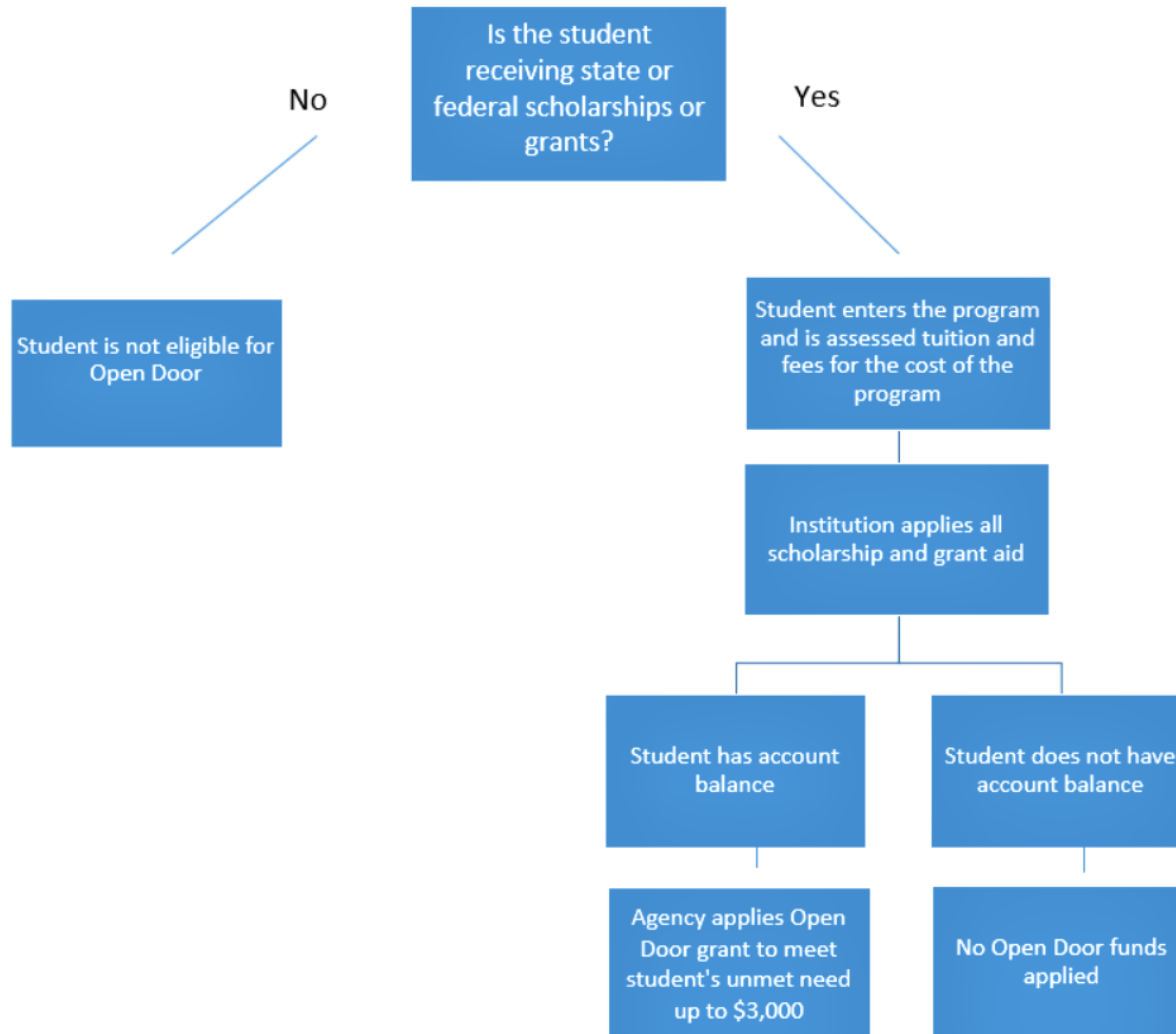 Is the student
receiving state or
federal scholarships or
grants?
No
Yes
Student is not eligible for
Open Door
Student enters the program
and is assessed tuition and
fees for the cost of the
program
Institution applies all
scholarship and grant aid
Student has account
balance
Student does not have
account balance
Agency applies Open
Door grant to meet
student's unmet need
up to $3,000
No Open Door funds
applied